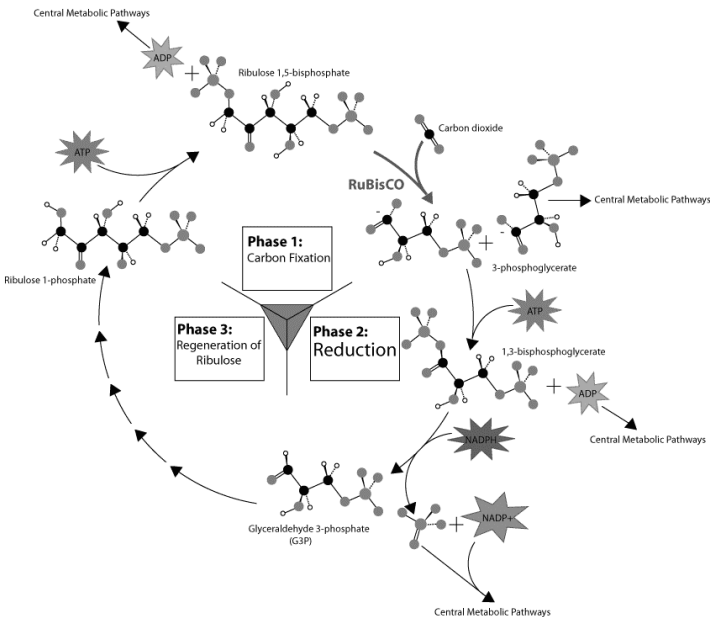 Central Metabolic Pathways
ADP
+
Ribulose 1,5-bisphosphate
ATP
Carbon dioxide
RuBisCO
Central Metabolic Pathways
-
+
-
3-phosphoglycerate
Ribulose 1-phosphate
Phase 1:
Carbon Fixation
Phase 3:
Regeneration of
Ribulose
Phase 2:
Reduction
ATP
1,3-bisphosphoglycerate
+
ADP
Central Metabolic Pathways
NADPH
Glyceraldehyde 3-phosphate
(G3P)
+
NADP+
Central Metabolic Pathways